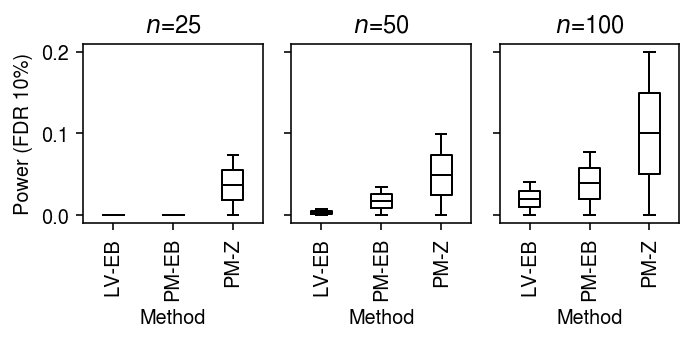 n=25
n=50
n=100
Power (FDR 10%)
0.2
0.1
0.0
LV-EB
PM-EB
PM-Z
LV-EB
PM-EB
PM-Z
LV-EB
PM-EB
PM-Z
Method
Method
Method